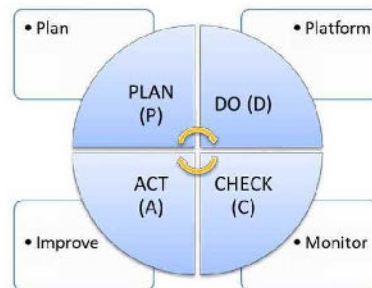 • Plan
• Platform
PLAN
(P)
DO (D)
ACT
(A)
CHECK
(C)
• Improve
• Monitor